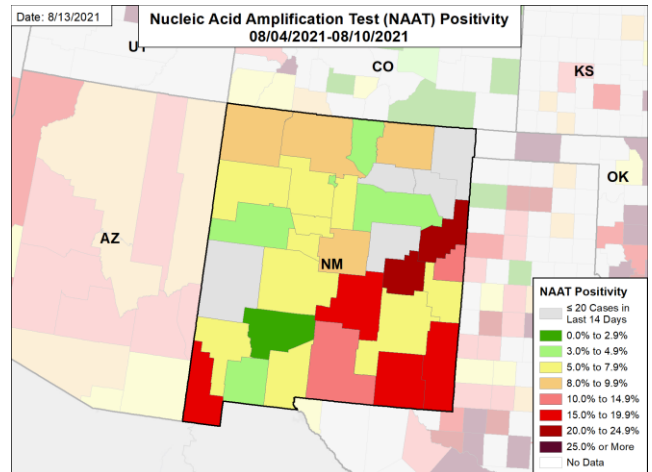 Date: 8/13/2021
Nucleic Acid Amplification Test (NAAT) Positivity
08/04/2021-08/10/2021
UT
CO
KS
OK
AZ
NM
NAAT Positivity
≤ 20 Cases in
Last 14 Days
0.0% to 2.9%
3.0% to 4.9%
5.0% to 7.9%
8.0% to 9.9%
10.0% to 14.9%
15.0% to 19.9%
20.0% to 24.9%
25.0% or More
No Data